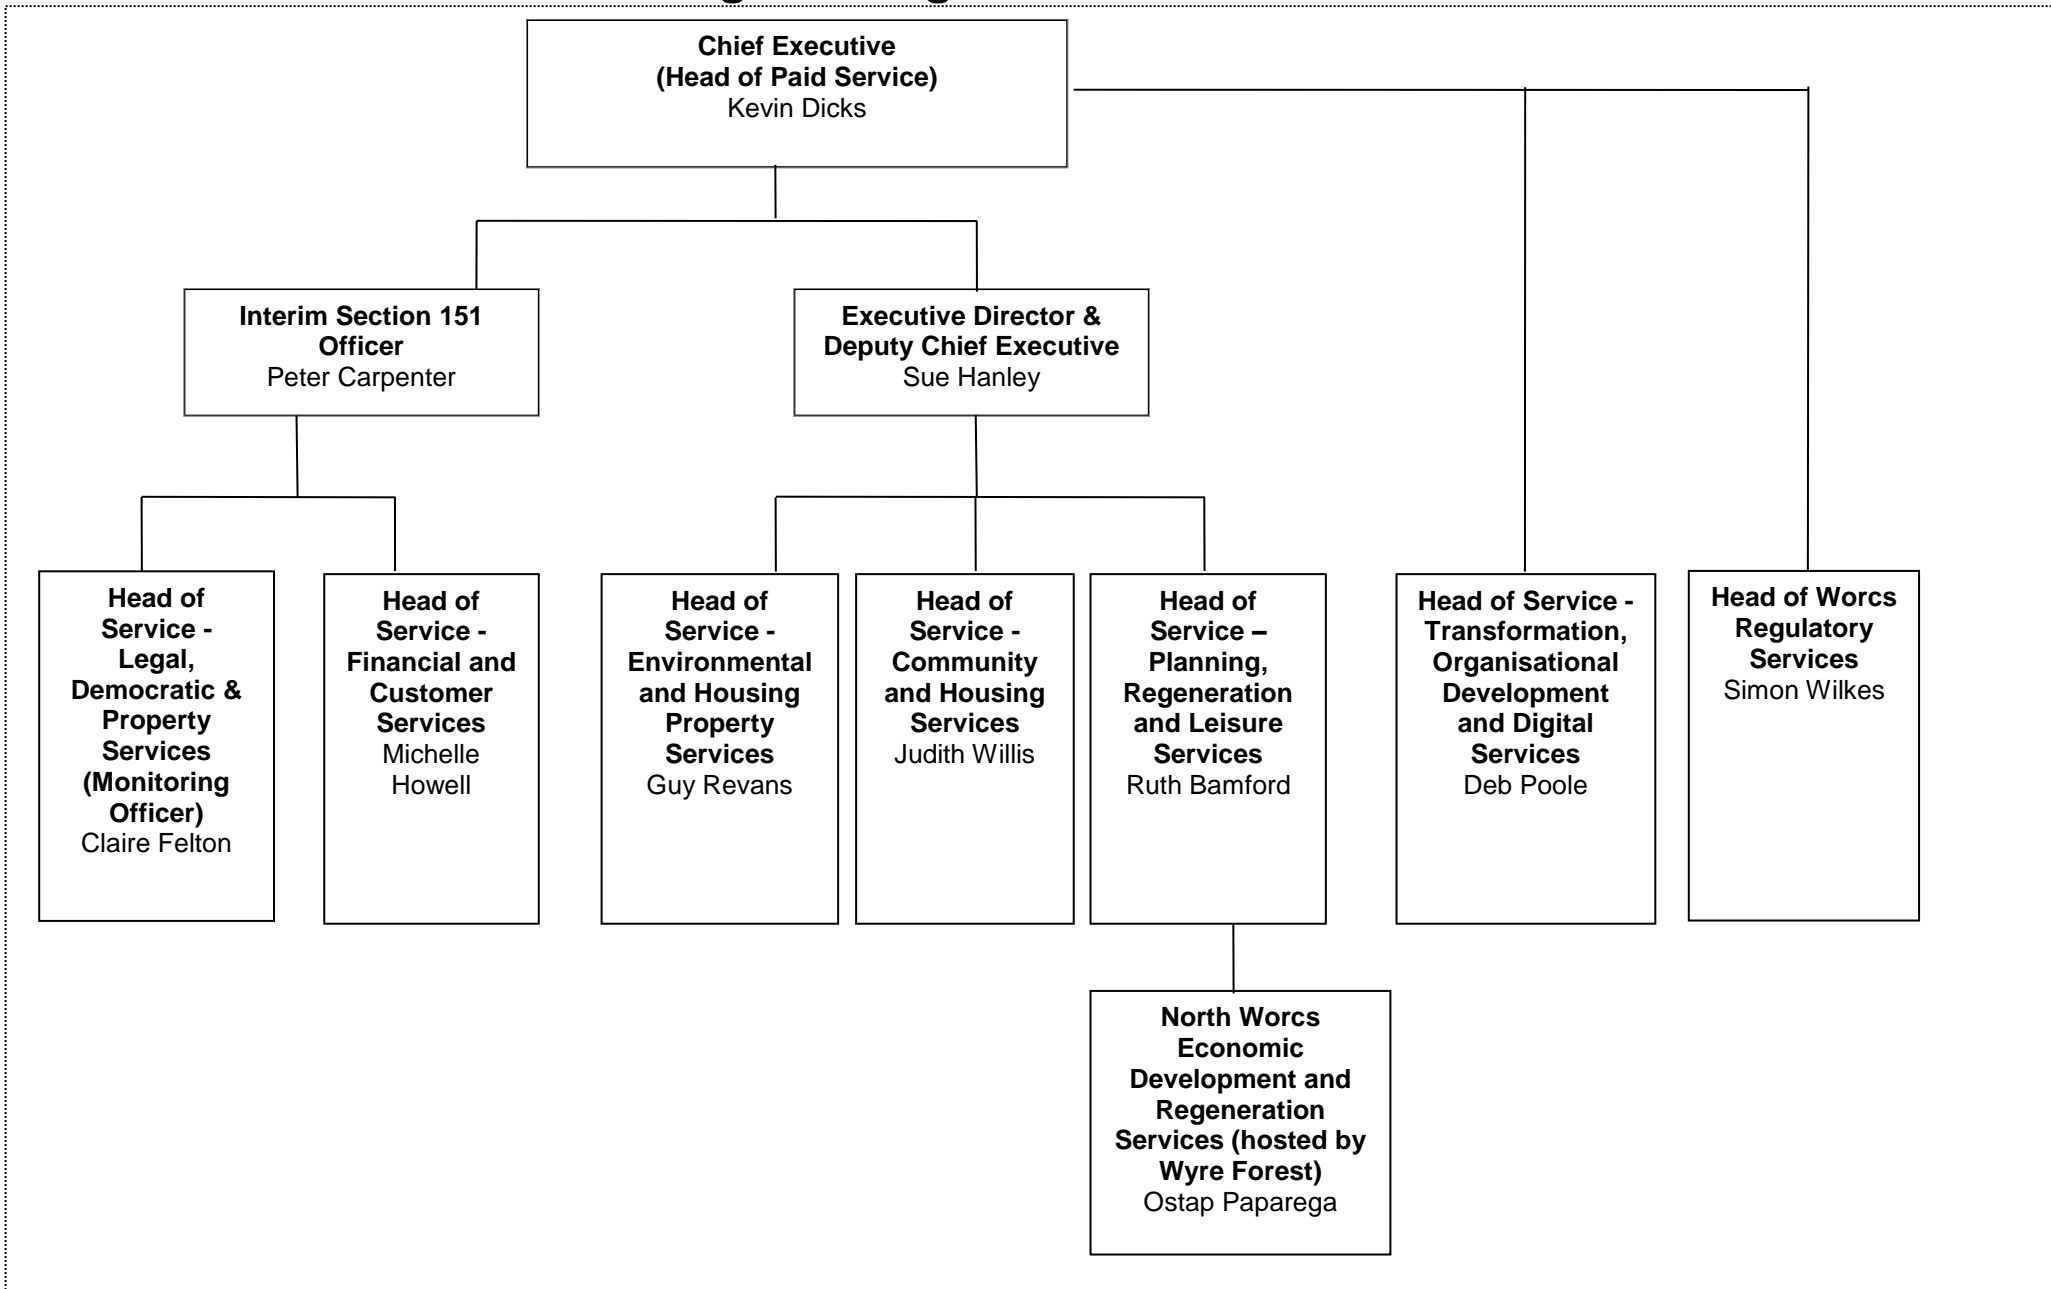 Chief Executive
(Head of Paid Service)
Kevin Dicks
Interim Section 151
Officer
Peter Carpenter
Executive Director &
Deputy Chief Executive
Sue Hanley
Head of
Service -
Legal,
Democratic &
Property
Services
(Monitoring
Officer)
Claire Felton
Head of
Service -
Financial and
Customer
Services
Michelle
Howell
Head of
Service -
Environmental
and Housing
Property
Services
Guy Revans
Head of
Service -
Community
and Housing
Services
Judith Willis
Head of
Service –
Planning,
Regeneration
and Leisure
Services
Ruth Bamford
Head of Service -
Transformation,
Organisational
Development
and Digital
Services
Deb Poole
Head of Worcs
Regulatory
Services
Simon Wilkes
North Worcs
Economic
Development and
Regeneration
Services (hosted by
Wyre Forest)
Ostap Paparega